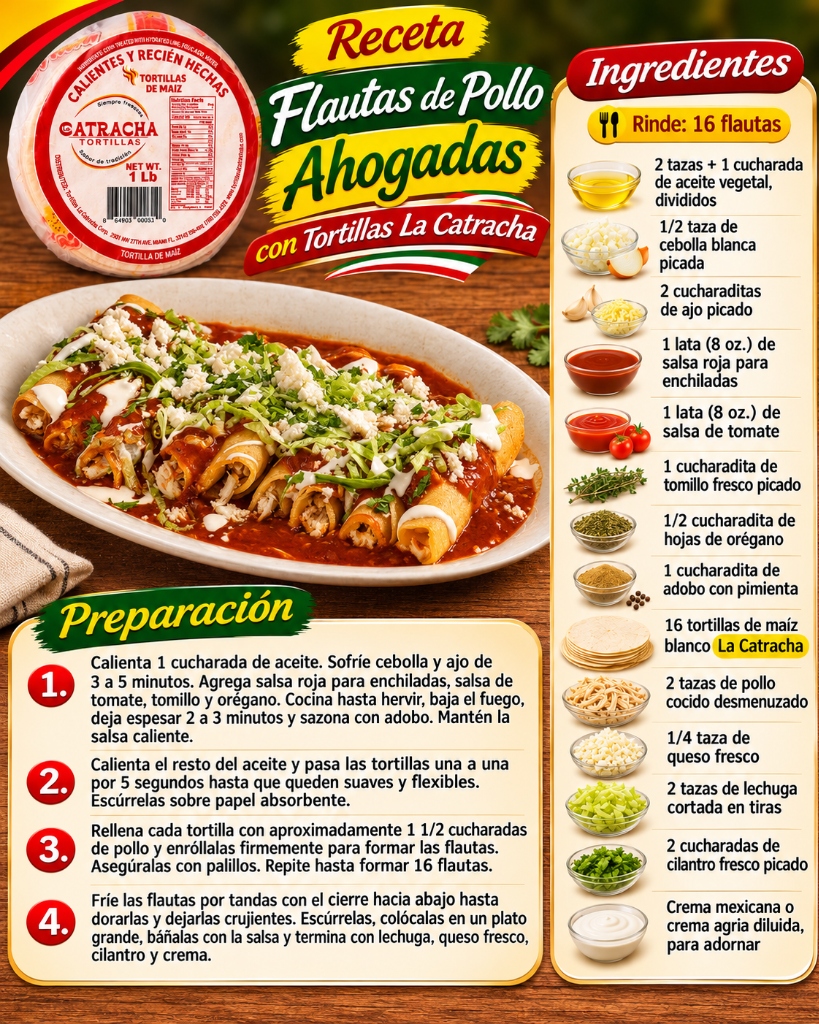 Receta
Flautas de Pollo
Ahogadas
con Tortillas La Catracha
CALIENTES Y RECIÉN HECHAS
TORTILLAS
DE MAÍZ
Siempre frescas
CATRACHA
TORTILLAS
Sabor de tradición
NET WT.
1 Lb
Nutrition Facts
TORTILLA DE MAÍZ
Ingredientes
Rinde: 16 flautas
2 tazas + 1 cucharada
de aceite vegetal,
divididos
1/2 taza de
cebolla blanca
picada
2 cucharaditas
de ajo picado
1 lata (8 oz.) de
salsa roja para
enchiladas
1 lata (8 oz.) de
salsa de tomate
1 cucharadita de
tomillo fresco picado
1/2 cucharadita de
hojas de orégano
1 cucharadita de
adobo con pimienta
16 tortillas de maíz
blanco La Catracha
2 tazas de pollo
cocido desmenuzado
1/4 taza de
queso fresco
2 tazas de lechuga
cortada en tiras
2 cucharadas de
cilantro fresco picado
Crema mexicana o
crema agria diluida,
para adornar
Preparación
1.
Calienta 1 cucharada de aceite. Sofríe cebolla y ajo de
3 a 5 minutos. Agrega salsa roja para enchiladas, salsa de
tomate, tomillo y orégano. Cocina hasta hervir, baja el fuego,
deja espesar 2 a 3 minutos y sazona con adobo. Mantén la
salsa caliente.
2.
Calienta el resto del aceite y pasa las tortillas una a una
por 5 segundos hasta que queden suaves y flexibles.
Escúrrelas sobre papel absorbente.
3.
Rellena cada tortilla con aproximadamente 1 1/2 cucharadas
de pollo y enróllalas firmemente para formar las flautas.
Asegúralas con palillos. Repite hasta formar 16 flautas.
4.
Fríe las flautas por tandas con el cierre hacia abajo hasta
dorarlas y dejarlas crujientes. Escúrrelas, colócalas en un plato
grande, báñalas con la salsa y termina con lechuga, queso fresco,
cilantro y crema.